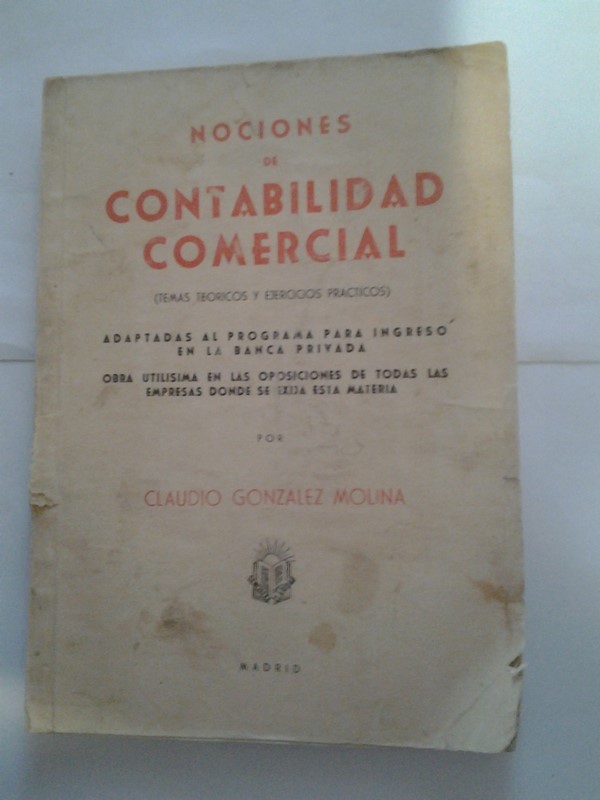 NOCIONES
DE
CONTABILIDAD
COMERCIAL
(TEMAS TEORICOS Y EJERCICIOS PRACTICOS)
ADAPTADAS AL PROGRAMA PARA INGRESO
EN LA BANCA PRIVADA
OBRA UTILISIMA EN LAS OPOSICIONES DE TODAS LAS
EMPRESAS DONDE SE EXIJA ESTA MATERIA
POR
CLAUDIO GONZALEZ MOLINA
MADRID